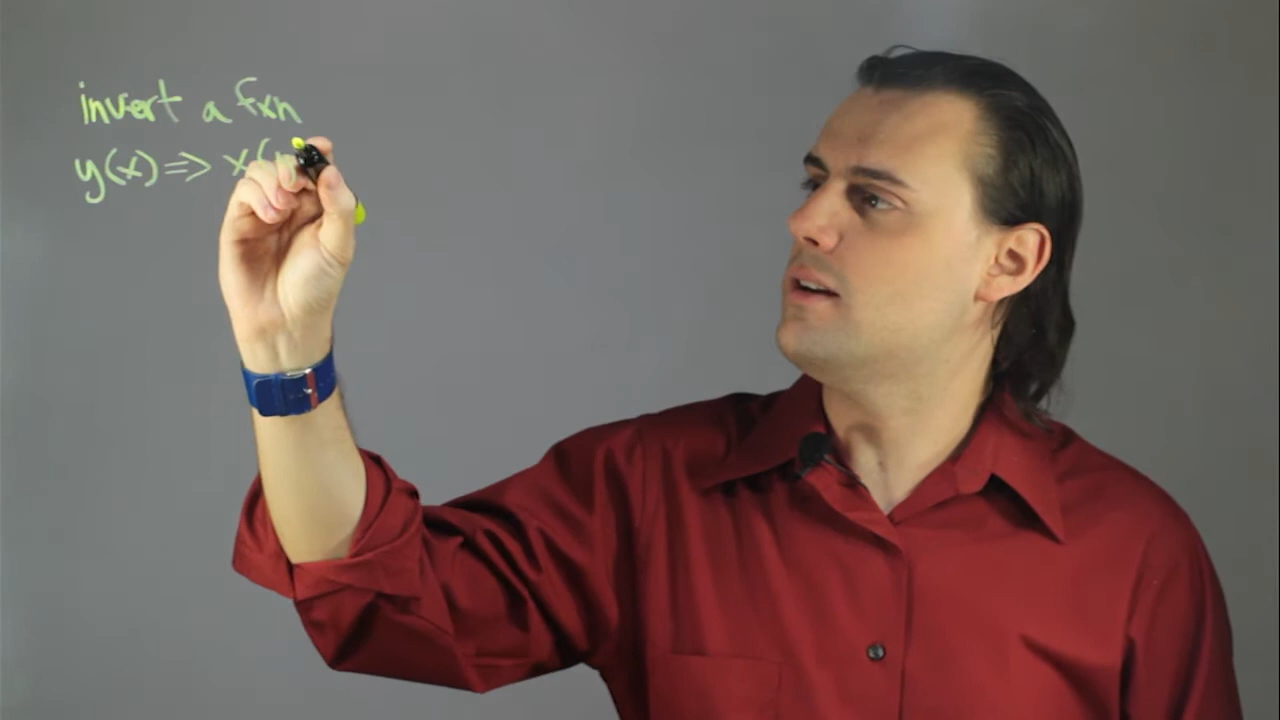 invert a fxn
y(x) => x(